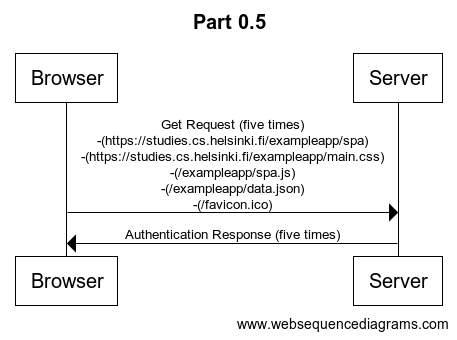 Part 0.5
Browser
Server
Get Request (five times)
-(https://studies.cs.helsinki.fi/exampleapp/spa)
-(https://studies.cs.helsinki.fi/exampleapp/main.css)
-(/exampleapp/spa.js)
-(/exampleapp/data.json)
-(/favicon.ico)
Authentication Response (five times)
Browser
Server
www.websequencediagrams.com